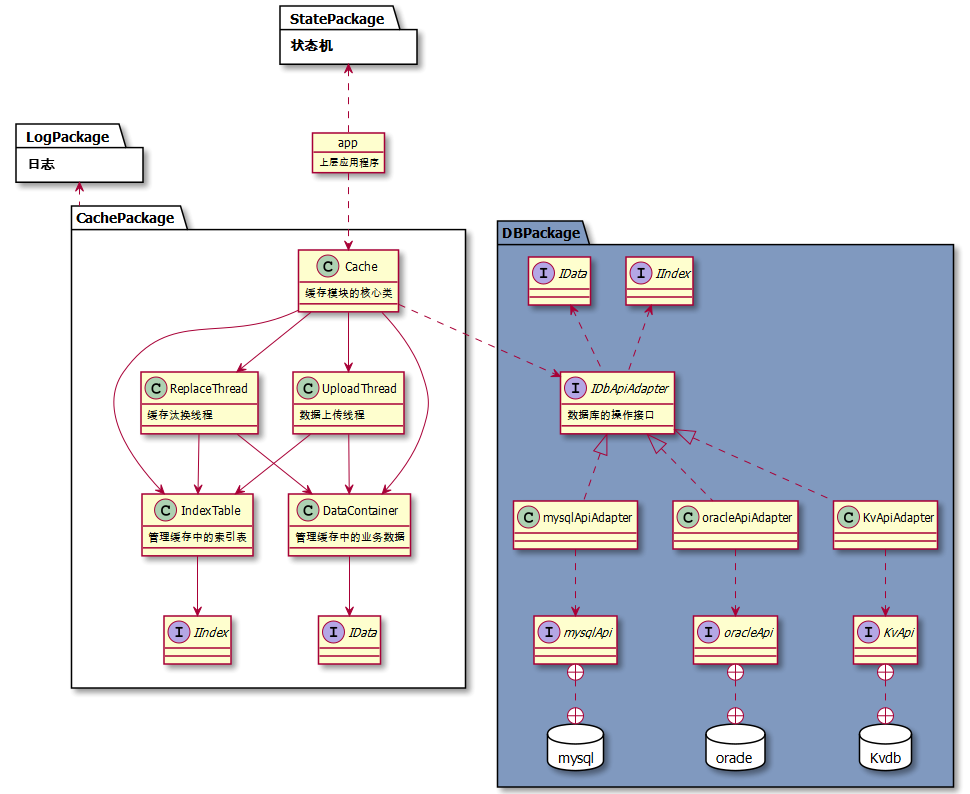 StatePackage
状态机
app
上层应用程序
LogPackage
日志
CachePackage
C Cache
缓存模块的核心类
C ReplaceThread
缓存汰换线程
C UploadThread
数据上传线程
C IndexTable
管理缓存中的索引表
C DataContainer
管理缓存中的业务数据
I IIndex
I IData
DBPackage
I IData
I IIndex
I IDbApiAdapter
数据库的操作接口
C mysqlApiAdapter
C oracleApiAdapter
C KvApiAdapter
I mysqlApi
I oracleApi
I KvApi
mysql
oracle
Kvdb